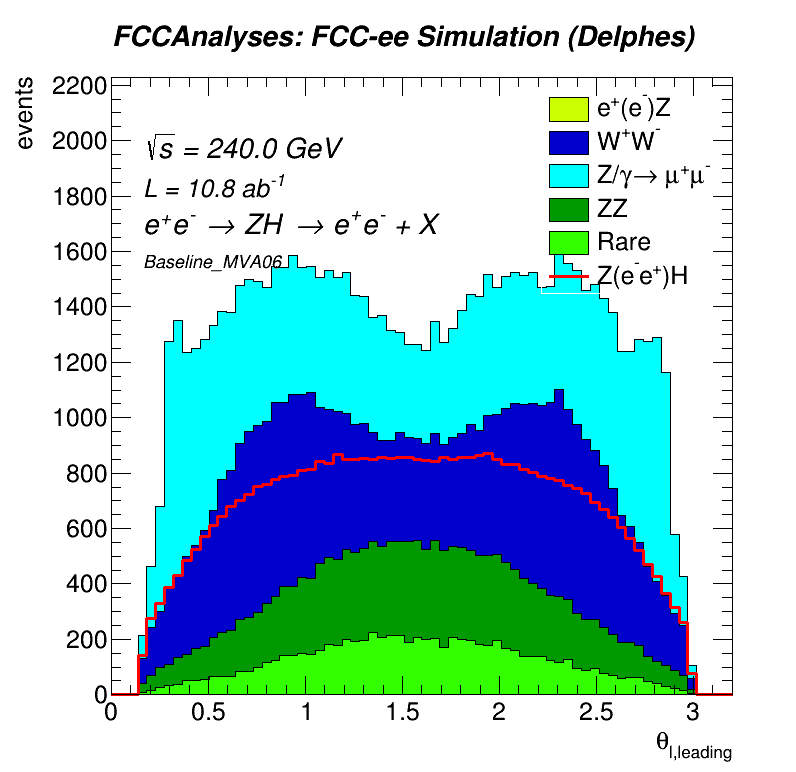 FCCAnalyses: FCC-ee Simulation (Delphes)
events
2200
2000
1800
1600
1400
1200
1000
800
600
400
200
0
√s = 240.0 GeV
L = 10.8 ab⁻¹
e⁺e⁻ → ZH → e⁺e⁻ + X
Baseline_MVA06
e⁺(e⁻)Z
W⁺W⁻
Z/γ→ μ⁺μ⁻
ZZ
Rare
Z(e⁻e⁺)H
0 0.5 1 1.5 2 2.5 3
θl,leading